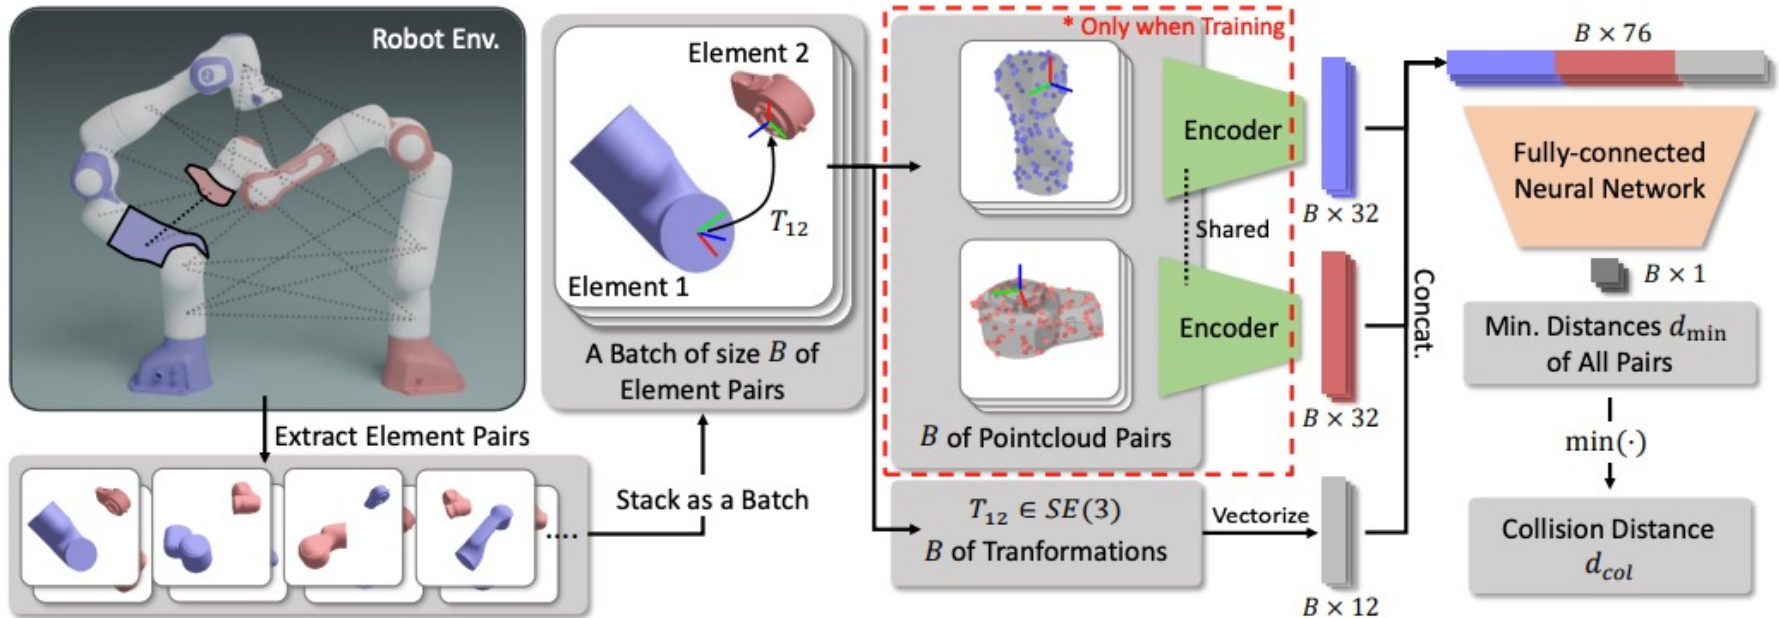 Robot Env.
Extract Element Pairs
....
Stack as a Batch
Element 2
T₁₂
Element 1
A Batch of size B of
Element Pairs
* Only when Training
Encoder
Shared
Encoder
B of Pointcloud Pairs
T₁₂ ∈ SE(3)
B of Tranformations
Vectorize
B × 32
B × 32
B × 12
Concat.
B × 76
Fully-connected
Neural Network
B × 1
Min. Distances d_min
of All Pairs
min(·)
Collision Distance
d_col